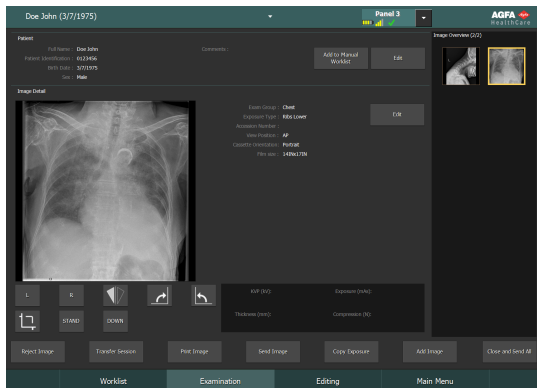 Doe John (3/7/1975)
Panel 3
AGFA
HealthCare
Patient
Full Name : Doe John
Comments :
Patient Identification : 0123456
Birth Date : 3/7/1975
Sex : Male
Add to Manual
Worklist
Edit
Image Overview (2/2)
Image Detail
Exam Group : Chest
Exposure Type : Ribs Lower
Accession Number :
View Position : AP
Cassette Orientation : Portrait
Film size : 14INx17IN
Edit
L
R
STAND
DOWN
KVP (kV):
Exposure (mAs):
Thickness (mm):
Compression (N):
Reject Image
Transfer Session
Print Image
Send Image
Copy Exposure
Add Image
Close and Send All
Worklist
Examination
Editing
Main Menu